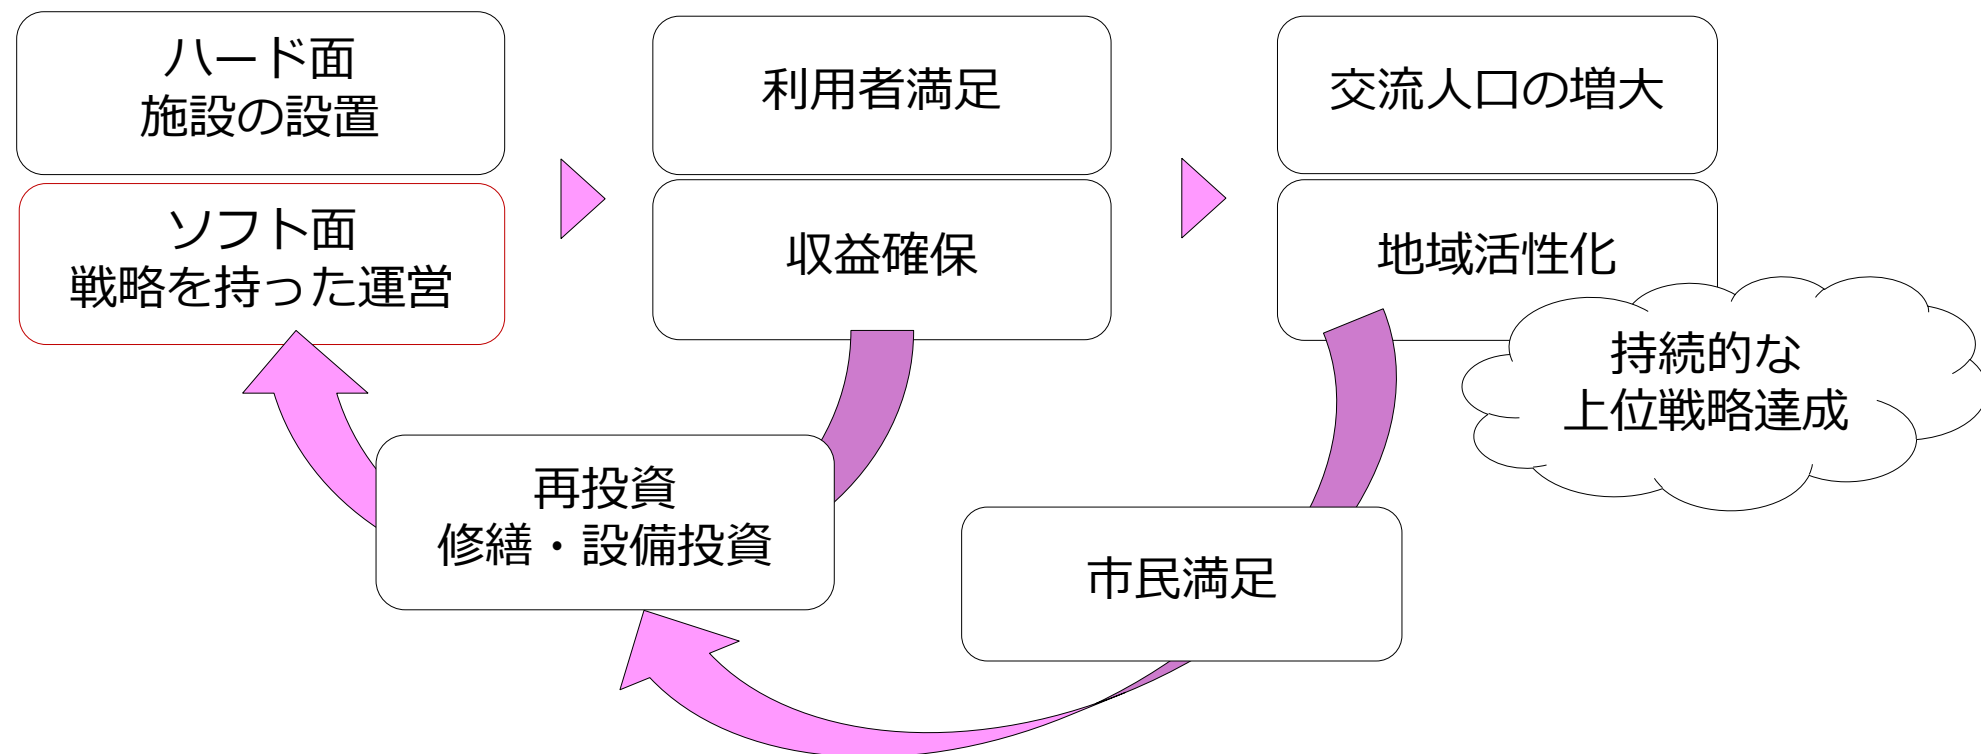 ハード面
施設の設置
利用者満足
交流人口の増大
ソフト面
戦略を持った運営
収益確保
地域活性化
持続的な
上位戦略達成
再投資
修繕・設備投資
市民満足